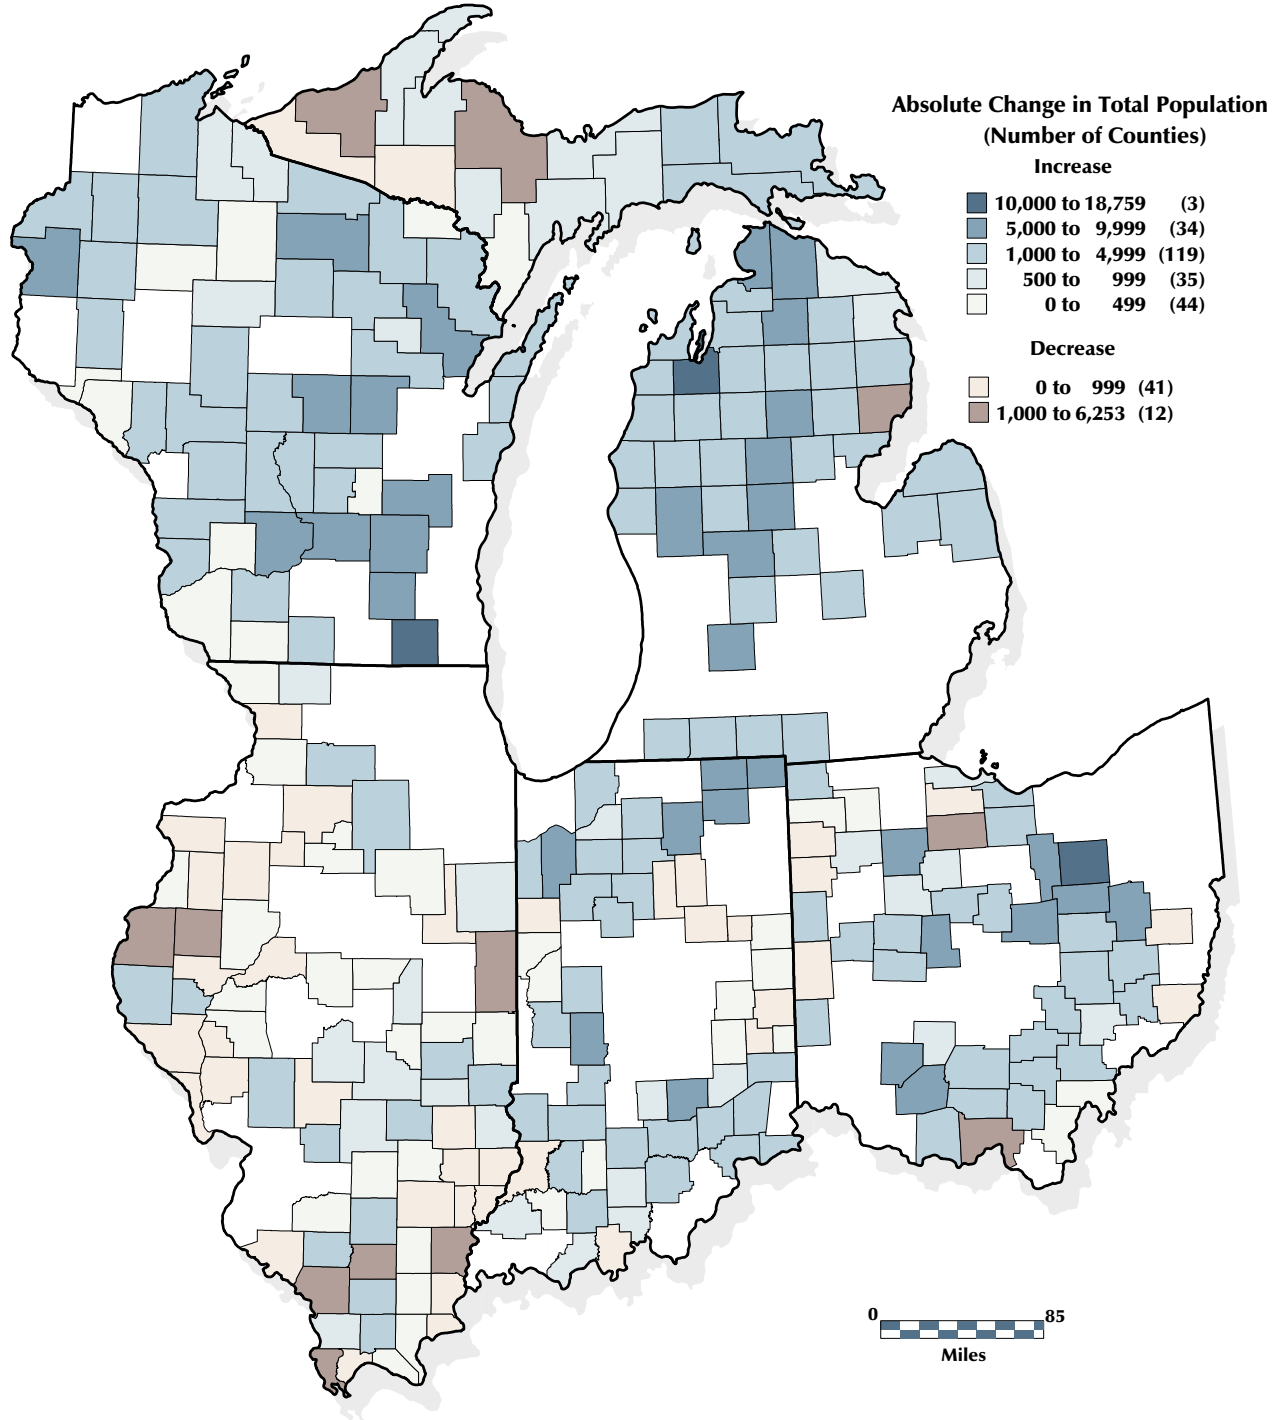 Absolute Change in Total Population
(Number of Counties)
Increase
10,000 to 18,759 (3)
5,000 to 9,999 (34)
1,000 to 4,999 (119)
500 to 999 (35)
0 to 499 (44)
Decrease
0 to 999 (41)
1,000 to 6,253 (12)
0 85
Miles